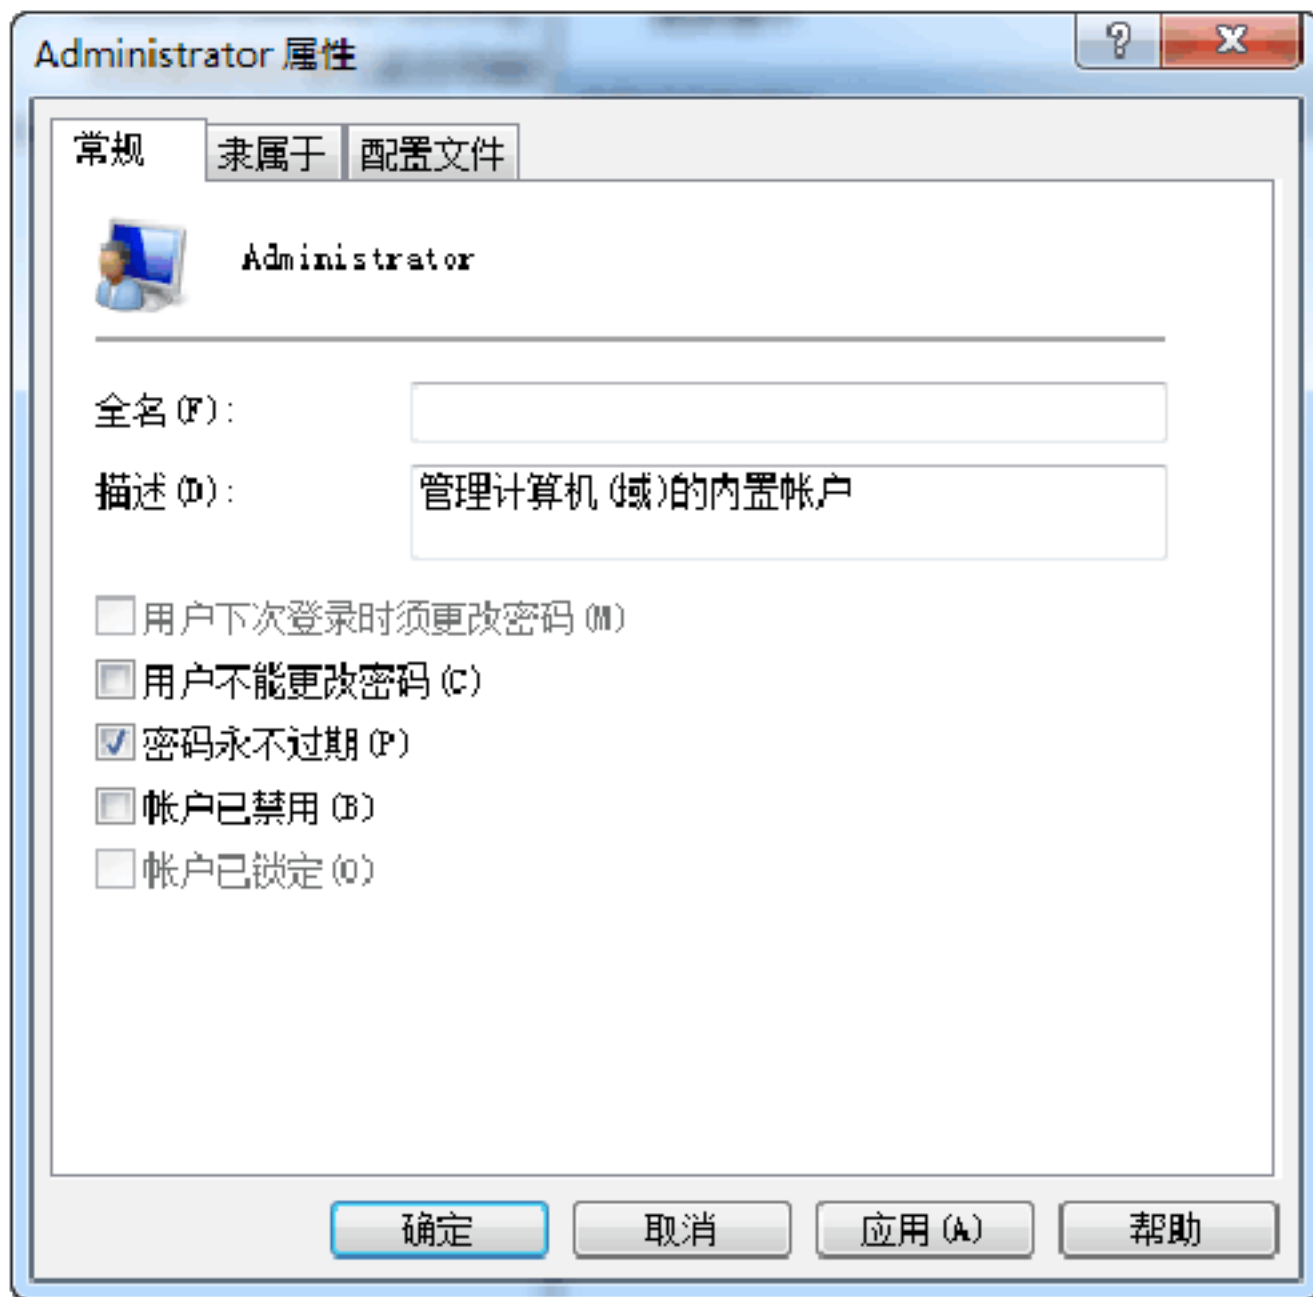 Administrator 属性
常规 隶属于 配置文件
Administrator
全名(F):
描述(D): 管理计算机(域)的内置帐户
用户下次登录时须更改密码(M)
用户不能更改密码(C)
密码永不过期(P)
帐户已禁用(B)
帐户已锁定(O)
确定 取消 应用(A) 帮助